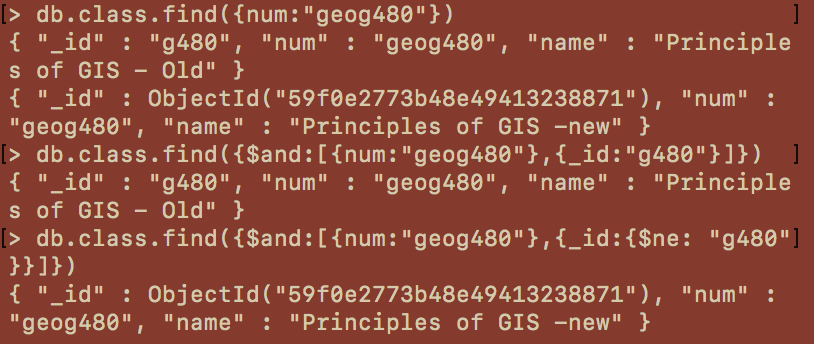 [> db.class.find({num:"geog480"}) ]
{ "_id" : "g480", "num" : "geog480", "name" : "Principle
s of GIS - Old" }
{ "_id" : ObjectId("59f0e2773b48e49413238871"), "num" :
"geog480", "name" : "Principles of GIS -new" }
[> db.class.find({$and:[{num:"geog480"},{_id:"g480"}]}) ]
{ "_id" : "g480", "num" : "geog480", "name" : "Principle
s of GIS - Old" }
[> db.class.find({$and:[{num:"geog480"},{_id:{$ne: "g480"]
}}]})
{ "_id" : ObjectId("59f0e2773b48e49413238871"), "num" :
"geog480", "name" : "Principles of GIS -new" }